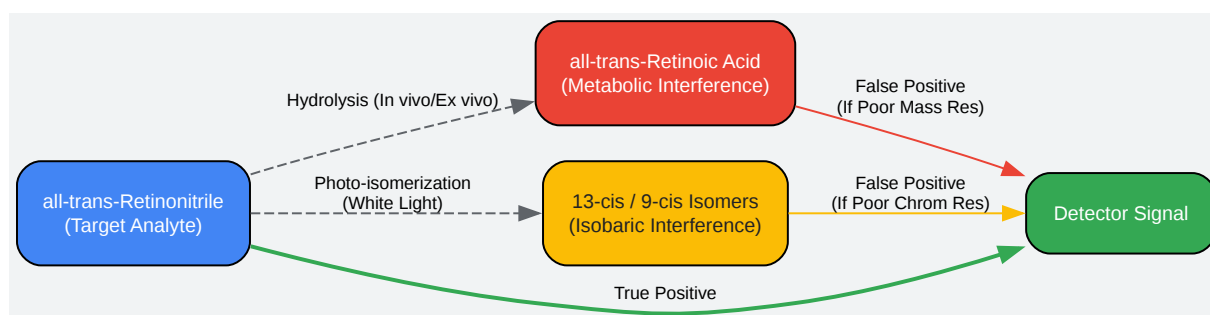 all-trans-Retinoic Acid
(Metabolic Interference)
False Positive
(If Poor Mass Res)
Hydrolysis (In vivo/Ex vivo)
all-trans-Retinonitrile
(Target Analyte)
Photo-isomerization
(White Light)
13-cis / 9-cis Isomers
(Isobaric Interference)
False Positive
(If Poor Chrom Res)
Detector Signal
True Positive